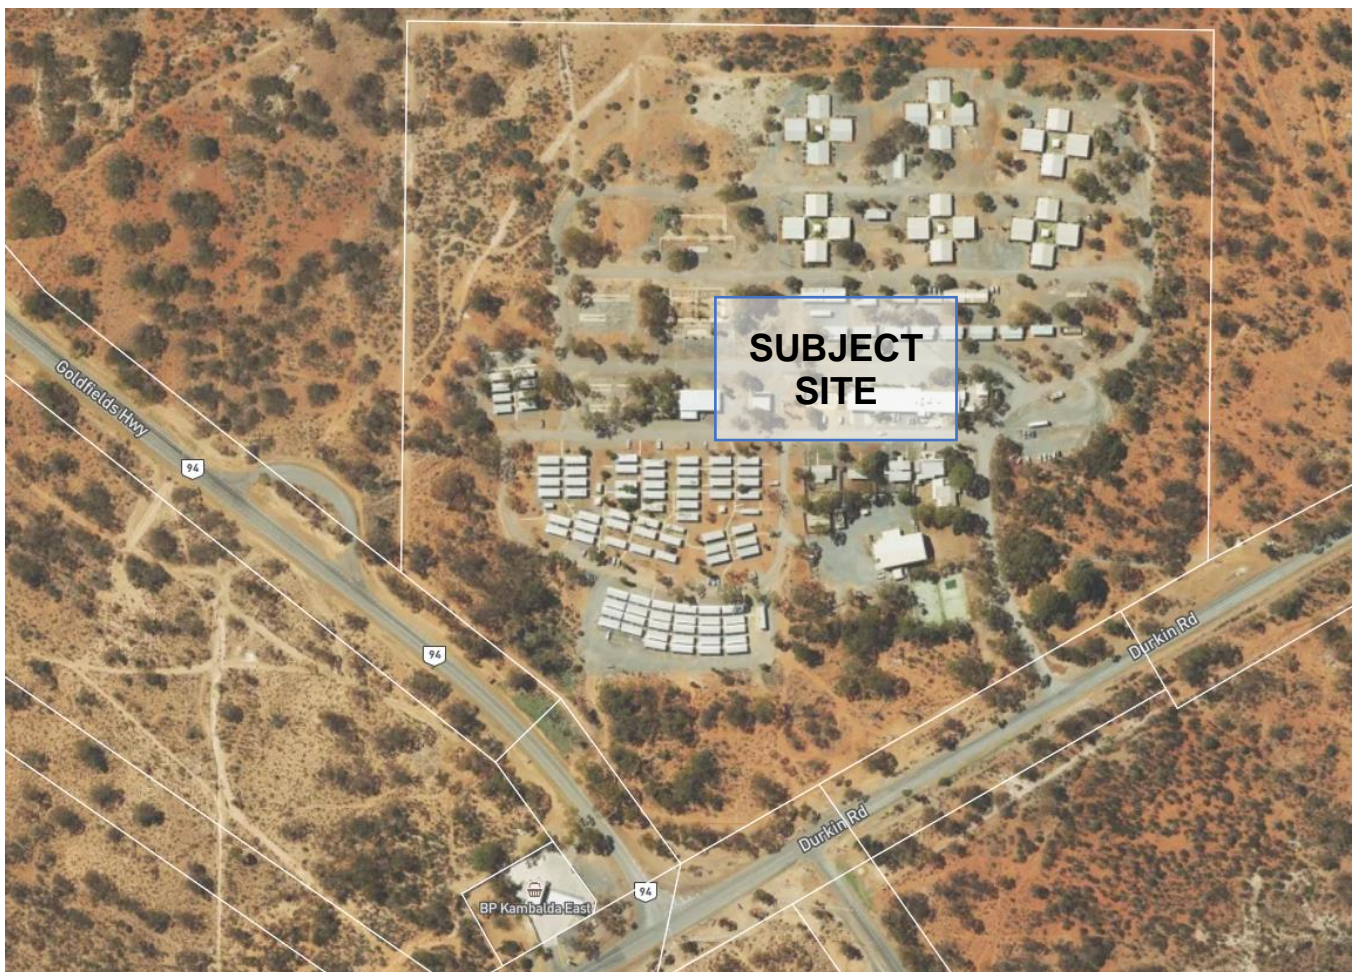 SUBJECT
SITE
Goldfields Hwy
94
94
Durkin Rd
Durkin Rd
94
BP Kambalda East